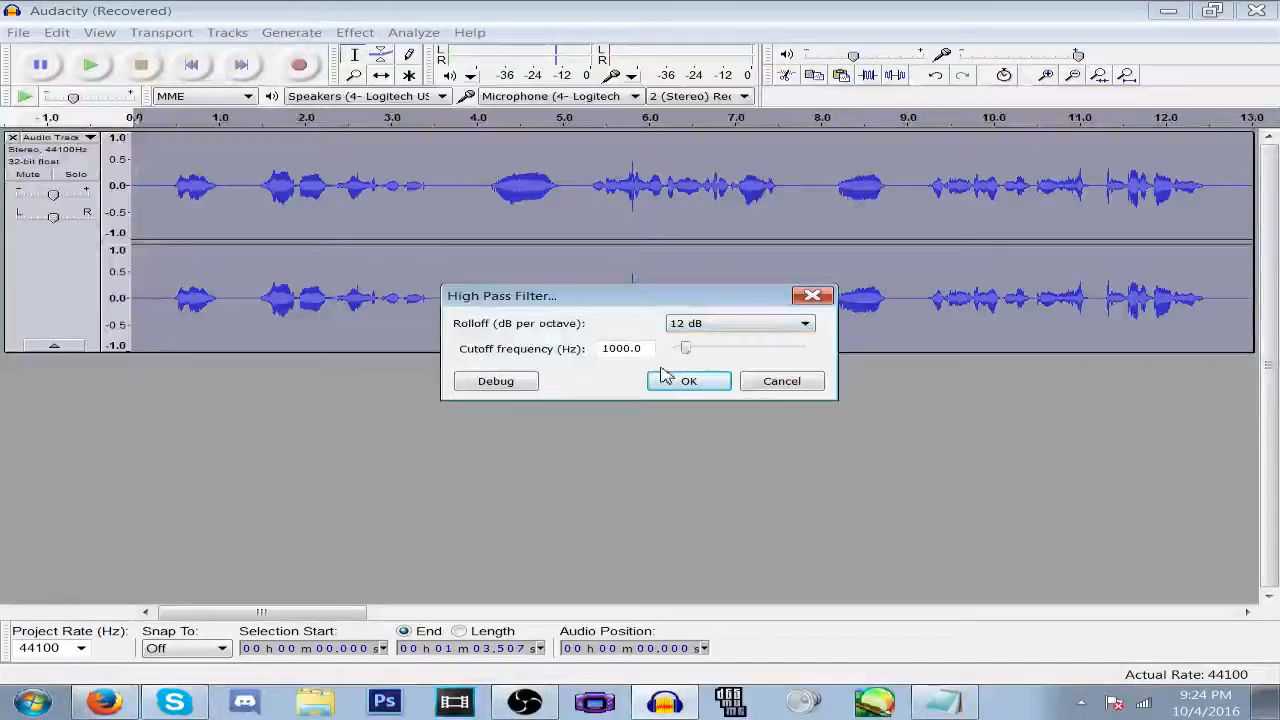 Audacity (Recovered)
File Edit View Transport Tracks Generate Effect Analyze Help
L
R
-36 -24 -12 0
L
R
-36 -24 -12 0
MME
Speakers (4- Logitech US
Microphone (4- Logitech
2 (Stereo) Rec
1.0 0.0 1.0 2.0 3.0 4.0 5.0 6.0 7.0 8.0 9.0 10.0 11.0 12.0 13.0
Audio Track
Stereo, 44100Hz
32-bit float
Mute Solo
- +
L R
1.0
0.5
0.0
-0.5
-1.0
1.0
0.5
0.0
-0.5
-1.0
High Pass Filter...
Rolloff (dB per octave): 12 dB
Cutoff frequency (Hz): 1000.0
Debug OK Cancel
Project Rate (Hz): Snap To: Selection Start: End Length Audio Position:
44100 Off 00 h 00 m 00.000 s 00 h 01 m 03.507 s 00 h 00 m 00.000 s
Actual Rate: 44100
Ps
9:24 PM
10/4/2016